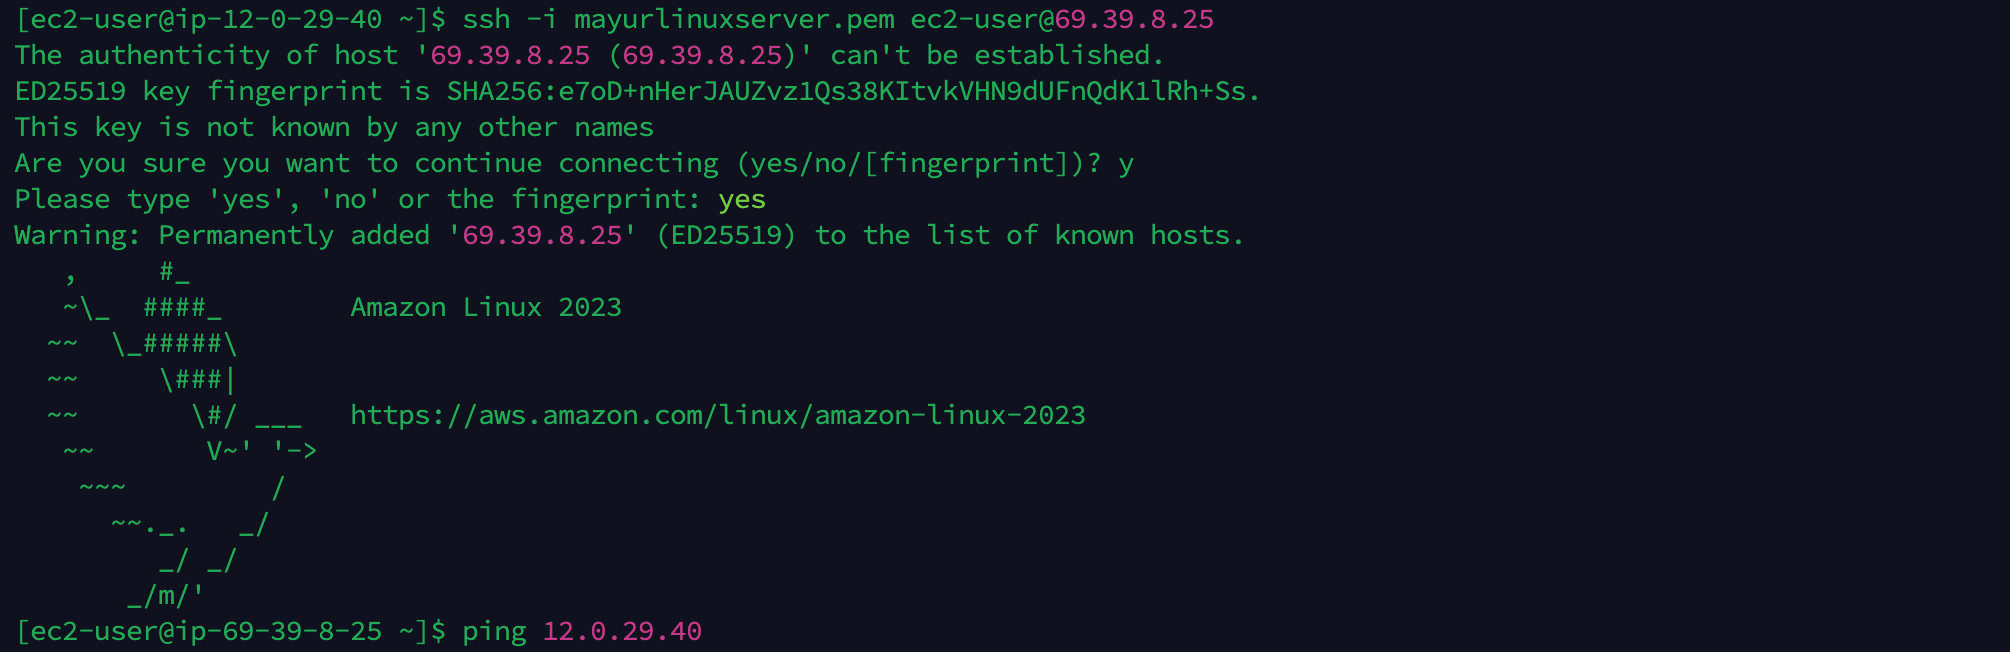 [ec2-user@ip-12-0-29-40 ~]$ ssh -i mayurlinuxserver.pem ec2-user@69.39.8.25
The authenticity of host '69.39.8.25 (69.39.8.25)' can't be established.
ED25519 key fingerprint is SHA256:e7oD+nHerJAUZvz1Qs38KItvkVHN9dUFnQdK1lRh+Ss.
This key is not known by any other names
Are you sure you want to continue connecting (yes/no/[fingerprint])? y
Please type 'yes', 'no' or the fingerprint: yes
Warning: Permanently added '69.39.8.25' (ED25519) to the list of known hosts.
   ,     #_
   ~\_  ####_        Amazon Linux 2023
  ~~  \_#####\
  ~~     \###|
  ~~       \#/ ___   https://aws.amazon.com/linux/amazon-linux-2023
   ~~       V~' '->
    ~~~         /
      ~~._.   _/
         _/ _/
       _/m/'
[ec2-user@ip-69-39-8-25 ~]$ ping 12.0.29.40